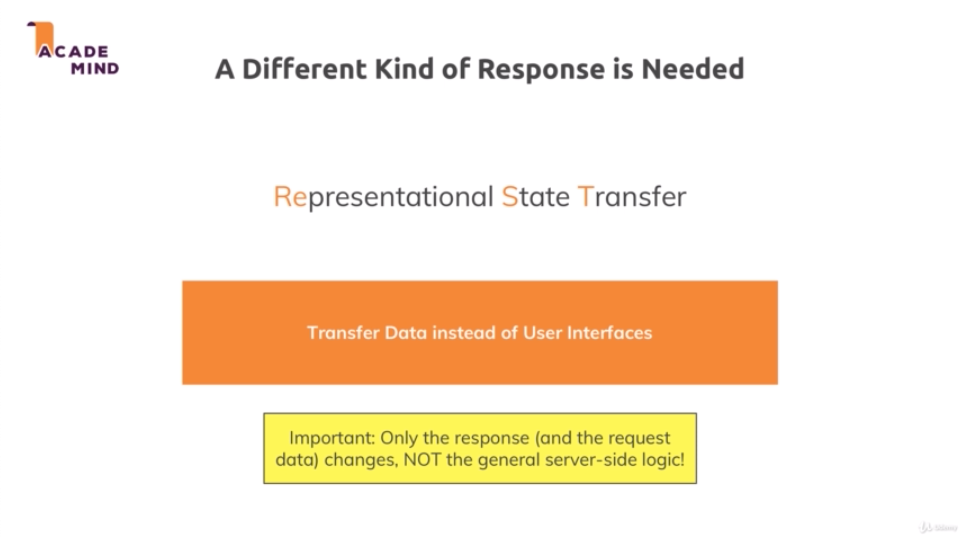 ACADE
MIND
A Different Kind of Response is Needed
Representational State Transfer
Transfer Data instead of User Interfaces
Important: Only the response (and the request
data) changes, NOT the general server-side logic!
Udemy